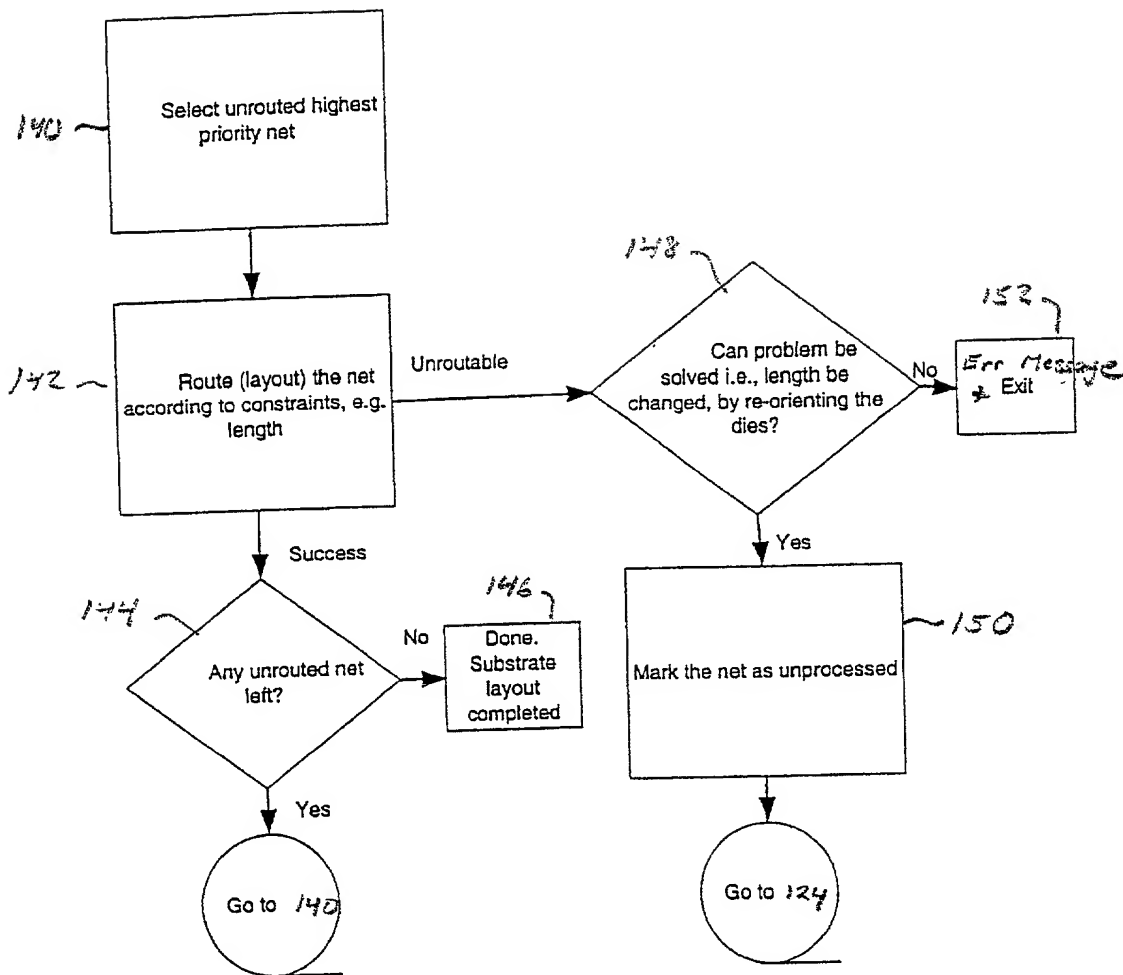 140
Select unrouted highest
priority net
142
Route (layout) the net
according to constraints, e.g.
length
Unroutable
148
Can problem be
solved i.e., length be
changed, by re-orienting the
dies?
No
152
Err Message
& Exit
Success
Yes
144
Any unrouted net
left?
No
146
Done.
Substrate
layout
completed
150
Mark the net as unprocessed
Yes
Go to 140
Go to 124